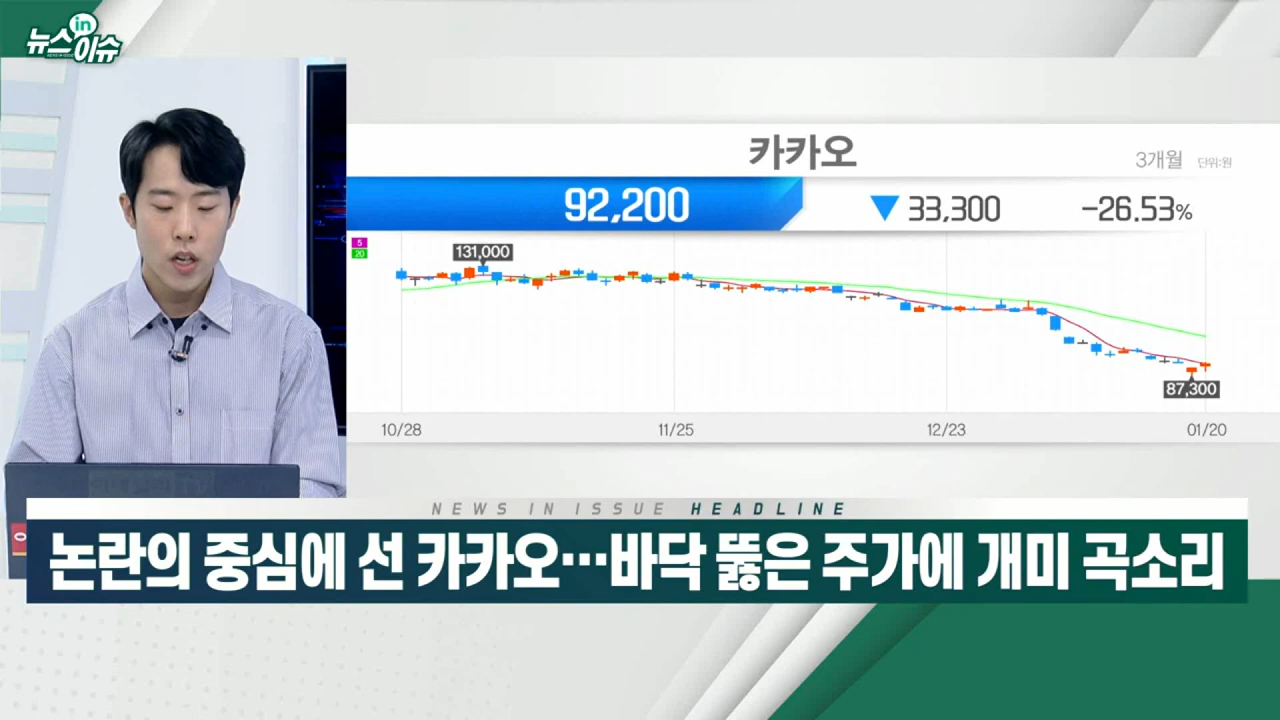 뉴스in이슈
카카오
3개월 단위:원
92,200 ▼33,300 -26.53%
5
20
131,000
87,300
10/28 11/25 12/23 01/20
NEWS IN ISSUE HEADLINE
논란의 중심에 선 카카오…바닥 뚫은 주가에 개미 곡소리